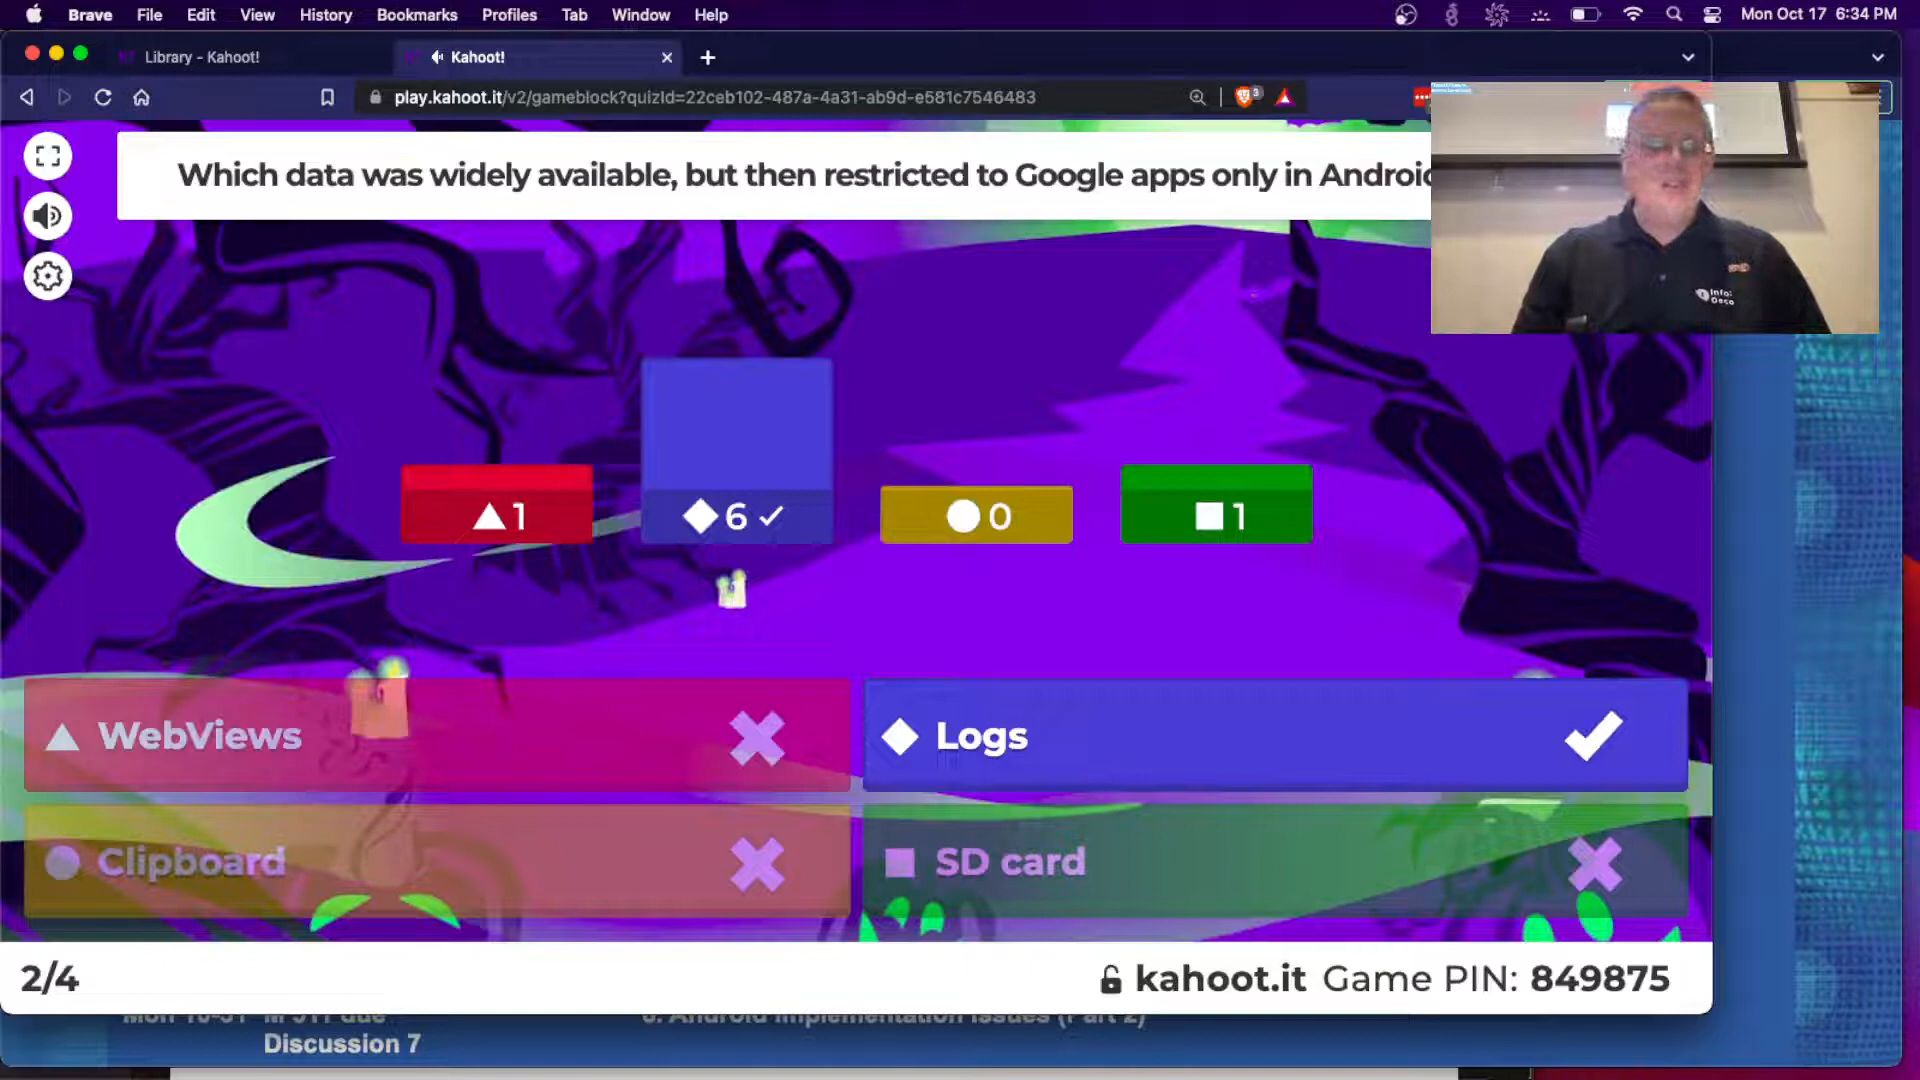 Brave File Edit View History Bookmarks Profiles Tab Window Help
Mon Oct 17 6:34 PM
Library - Kahoot!
Kahoot!
play.kahoot.it/v2/gameblock?quizId=22ceb102-487a-4a31-ab9d-e581c7546483
3
Which data was widely available, but then restricted to Google apps only in Androi
1
6
0
1
WebViews
Logs
Clipboard
SD card
2/4
kahoot.it Game PIN: 849875
Discussion 7